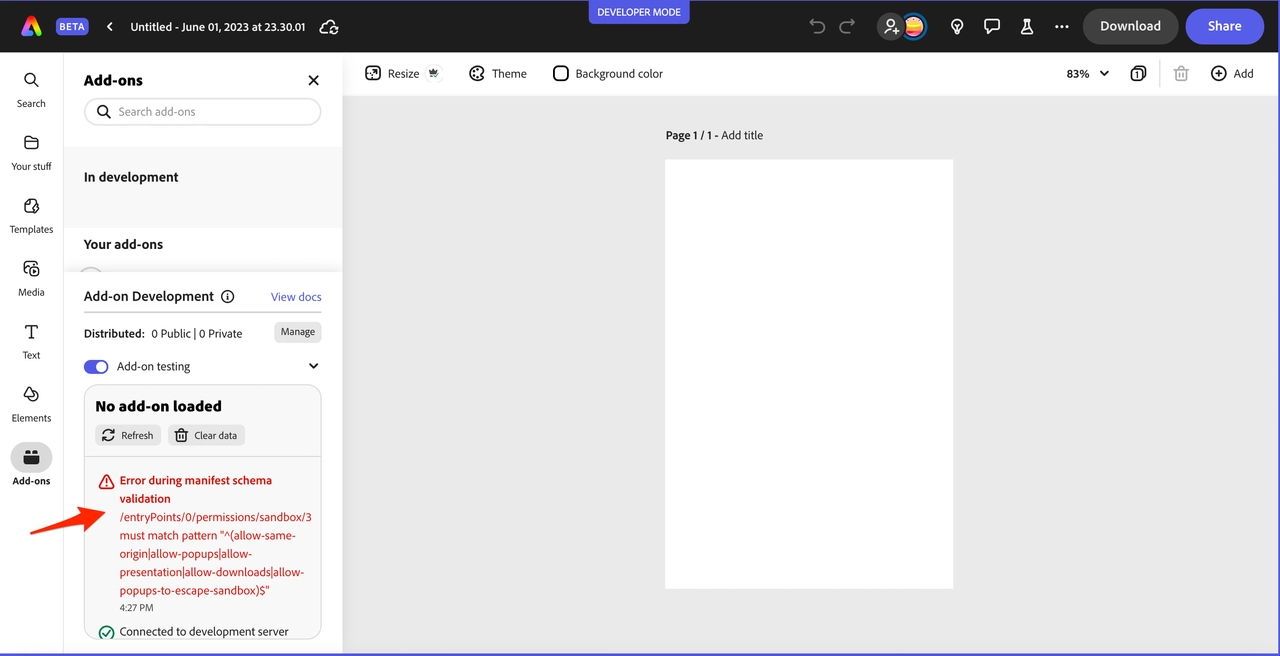 DEVELOPER MODE
BETA
Untitled - June 01, 2023 at 23.30.01
Download
Share
Search
Your stuff
Templates
Media
Text
Elements
Add-ons
Add-ons
Search add-ons
In development
Your add-ons
Add-on Development
View docs
Distributed: 0 Public | 0 Private
Manage
Add-on testing
No add-on loaded
Refresh
Clear data
Error during manifest schema
validation
/entryPoints/0/permissions/sandbox/3
must match pattern "^(allow-same-
origin|allow-popups|allow-
presentation|allow-downloads|allow-
popups-to-escape-sandbox)$"
4:27 PM
Connected to development server
Resize
Theme
Background color
83%
1
Add
Page 1 / 1 - Add title